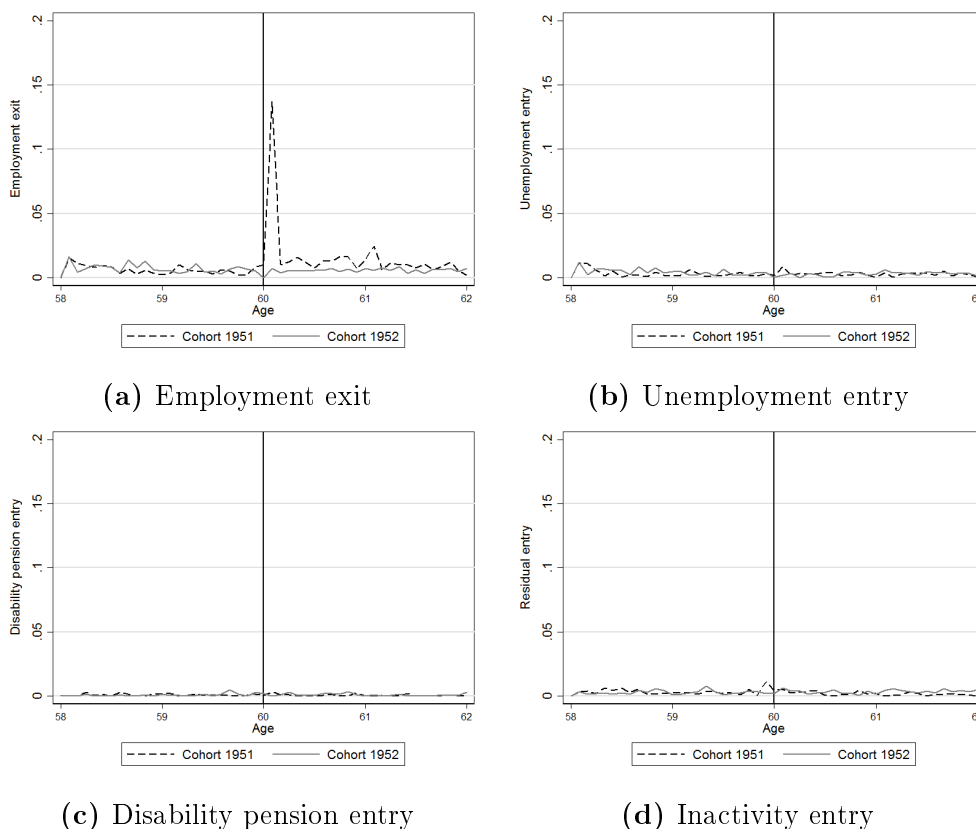 .2
.15
.1
.05
0
Employment exit
58 59 60 61 62
Age
Cohort 1951 Cohort 1952
(a) Employment exit
.2
.15
.1
.05
0
Unemployment entry
58 59 60 61
Age
Cohort 1951 Cohort 1952
(b) Unemployment entry
.2
.15
.1
.05
0
Disability pension entry
58 59 60 61 62
Age
Cohort 1951 Cohort 1952
(c) Disability pension entry
.2
.15
.1
.05
0
Residual entry
58 59 60 61
Age
Cohort 1951 Cohort 1952
(d) Inactivity entry